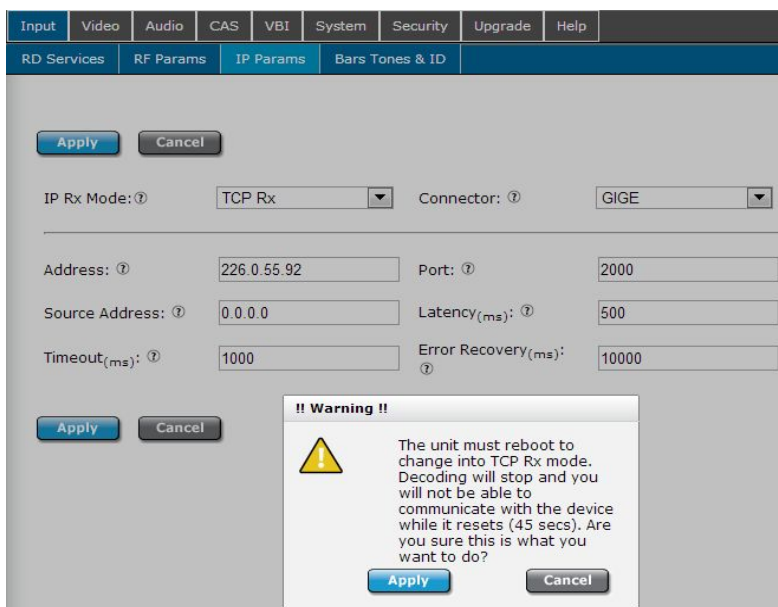 Input Video Audio CAS VBI System Security Upgrade Help
RD Services RF Params IP Params Bars Tones & ID
Apply Cancel
IP Rx Mode: TCP Rx Connector: GIGE
Address: 226.0.55.92 Port: 2000
Source Address: 0.0.0.0 Latency(ms): 500
Timeout(ms): 1000 Error Recovery(ms): 10000
Apply Cancel
!! Warning !!
The unit must reboot to
change into TCP Rx mode.
Decoding will stop and you
will not be able to
communicate with the device
while it resets (45 secs). Are
you sure this is what you
want to do?
Apply Cancel